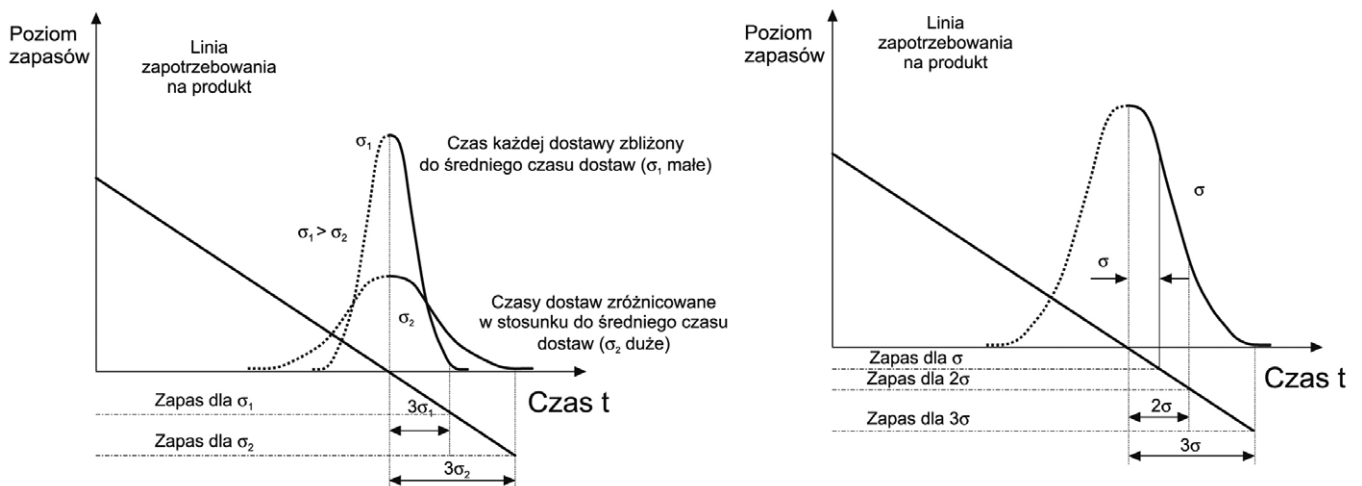 Poziom
zapasów
Linia
zapotrzebowania
na produkt
σ₁
Czas każdej dostawy zbliżony
do średniego czasu dostaw (σ₁ małe)
σ₁ > σ₂
σ₂
Czasy dostaw zróżnicowane
w stosunku do średniego czasu
dostaw (σ₂ duże)
Czas t
Zapas dla σ₁
3σ₁
Zapas dla σ₂
3σ₂
Poziom
zapasów
Linia
zapotrzebowania
na produkt
σ
σ
Zapas dla σ
Zapas dla 2σ
Czas t
2σ
Zapas dla 3σ
3σ